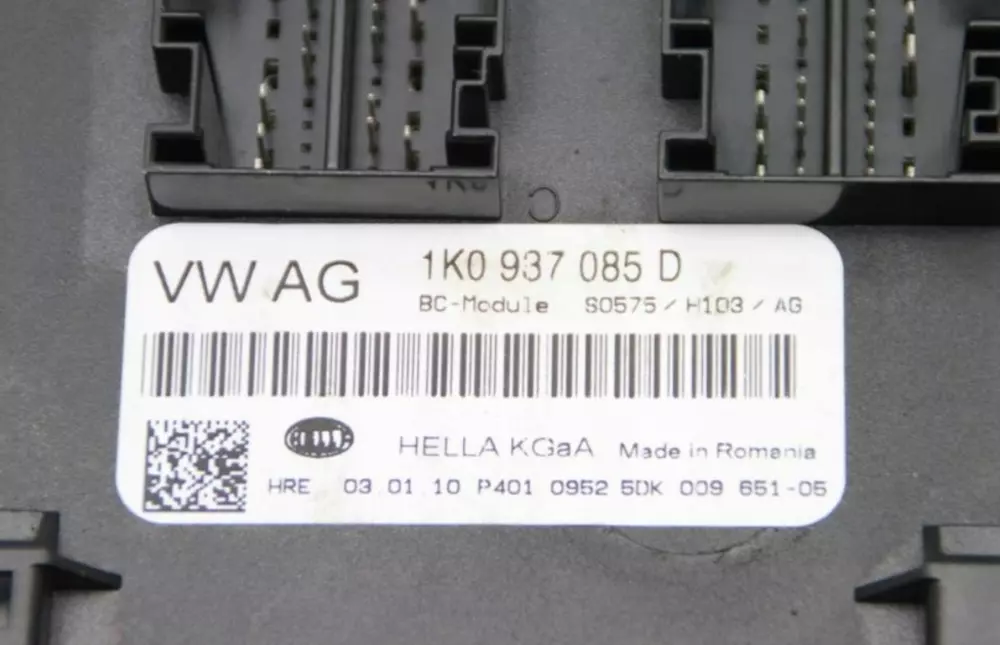 1K0
C
VW AG
1K0 937 085 D
BC-Module S0575 / H103 / AG
HELLA KGaA Made in Romania
HRE 03 01 10 P401 0952 5DK 009 651-05